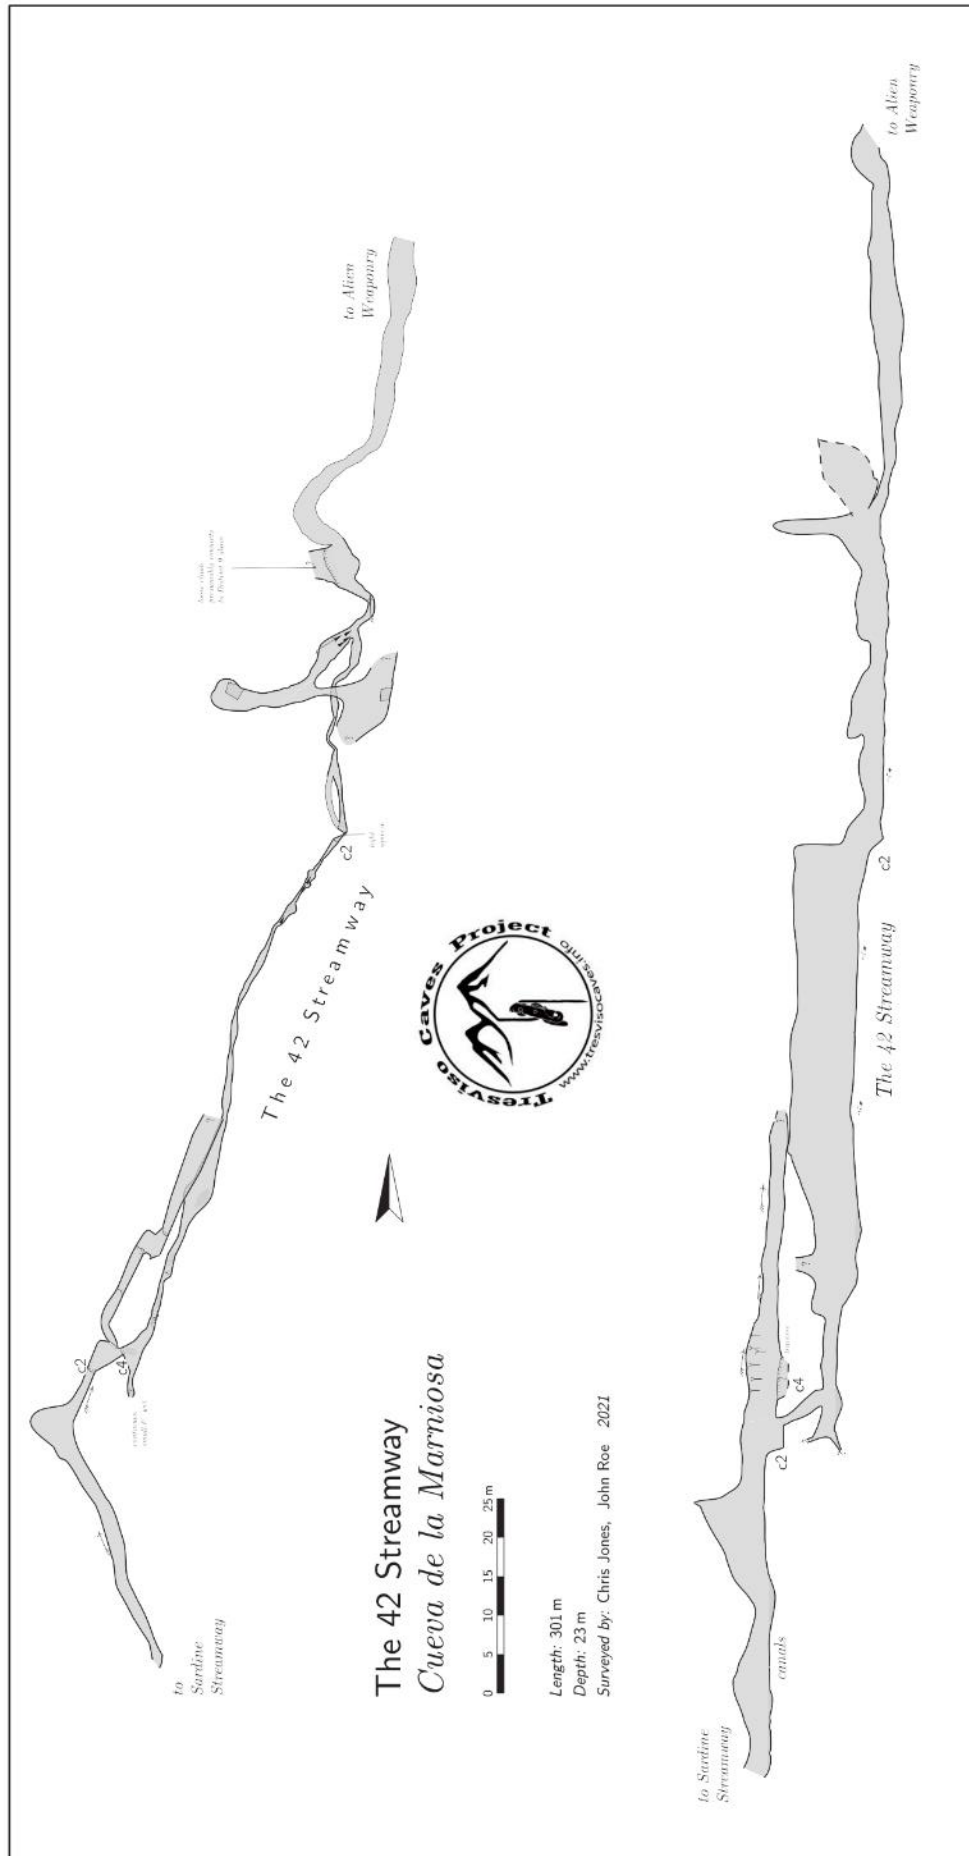 The 42 Streamway
Cueva de la Marniosa
0 5 10 15 20 25 m
Length: 301 m
Depth: 23 m
Surveyed by: Chris Jones, John Roe 2021
to
Sardine
Streamway
c2
c4
The 42 Streamway
c2
to Alien
Weaponry
Tresviso Caves Project
www.tresvisocaves.info
to Sardine
Streamway
canals
c2
c4
?
?
The 42 Streamway
c2
to Alien
Weaponry